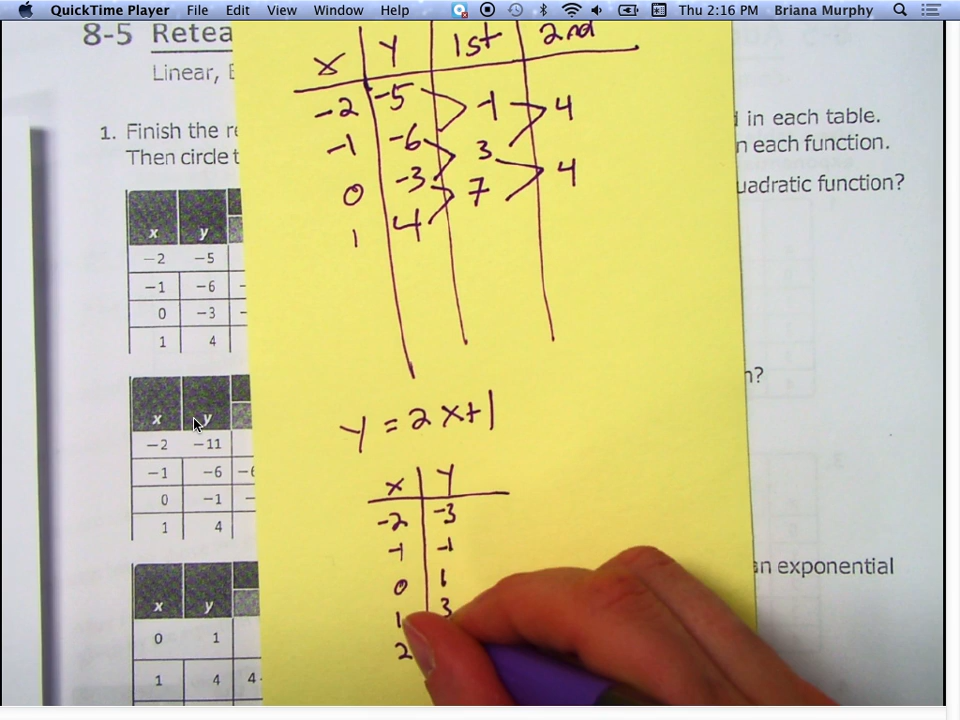 QuickTime Player File Edit View Window Help Thu 2:16 PM Briana Murphy
8-5 Retea
Linear, E
1. Finish the re d in each table.
Then circle t n each function.
uadratic function?
x y 1st 2nd
-2 -5 -1 4
-1 -6 3
0 -3 7 4
1 4
x y
-2 -5
-1 -6 -
0 -3 -
1 4
n?
y = 2x+1
x y
-2 -11
-1 -6 -6
0 -1 -
1 4
x y
-2 -3
-1 -1
0 1
1 3
2
an exponential
x y
0 1
1 4 4